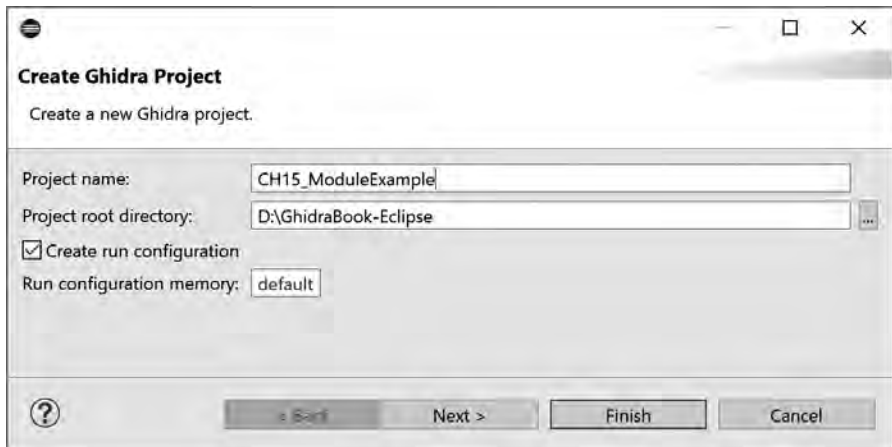 Create Ghidra Project
Create a new Ghidra project.
Project name: CH15_ModuleExample
Project root directory: D:\GhidraBook-Eclipse ...
Create run configuration
Run configuration memory: default
? < Back Next > Finish Cancel